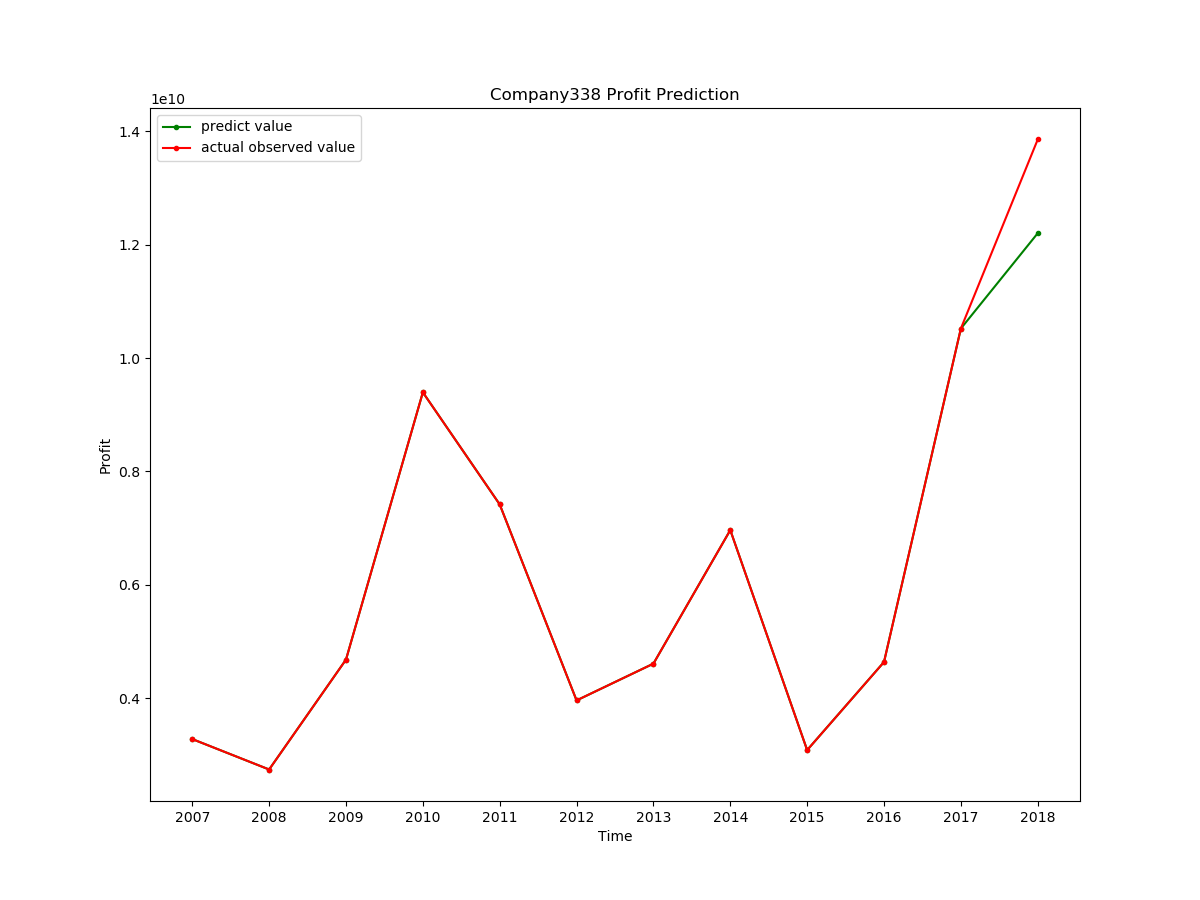 Company338 Profit Prediction
1e10
predict value
actual observed value
1.4
1.2
1.0
0.8
0.6
0.4
Profit
2007 2008 2009 2010 2011 2012 2013 2014 2015 2016 2017 2018
Time